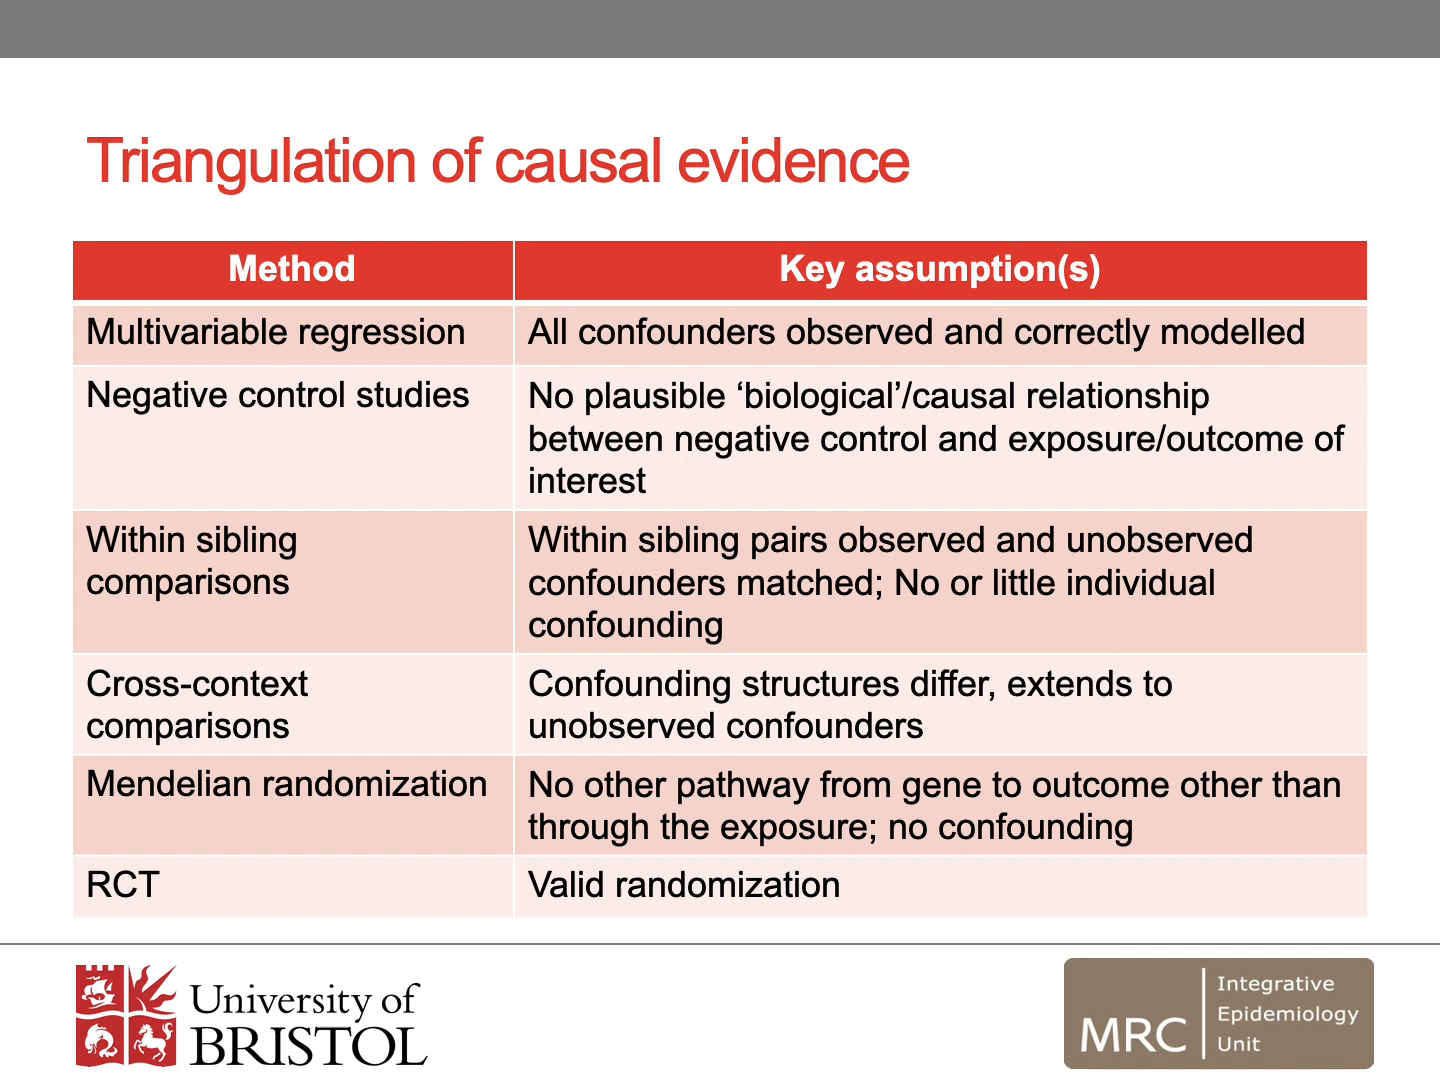 Triangulation of causal evidence
Method
Key assumption(s)
Multivariable regression
All confounders observed and correctly modelled
Negative control studies
No plausible ‘biological’/causal relationship
between negative control and exposure/outcome of
interest
Within sibling
comparisons
Within sibling pairs observed and unobserved
confounders matched; No or little individual
confounding
Cross-context
comparisons
Confounding structures differ, extends to
unobserved confounders
Mendelian randomization
No other pathway from gene to outcome other than
through the exposure; no confounding
RCT
Valid randomization
University of
BRISTOL
MRC
Integrative
Epidemiology
Unit